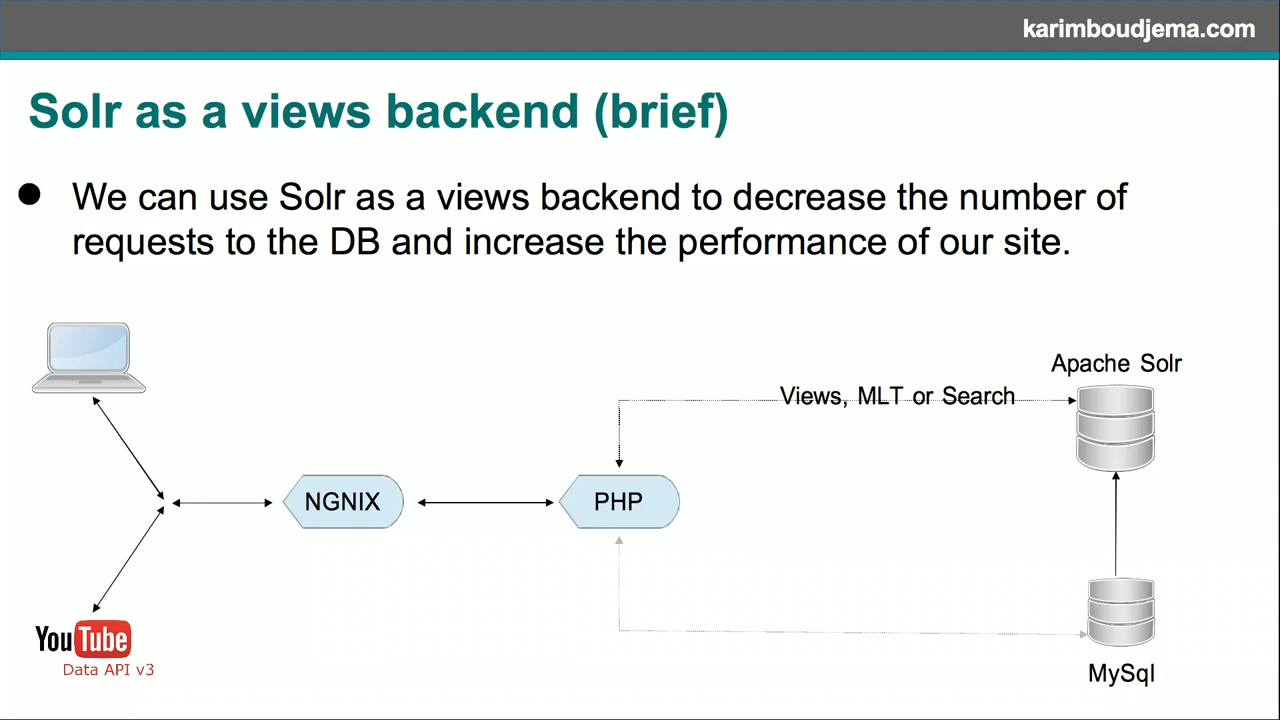 karimboudjema.com
Solr as a views backend (brief)
● We can use Solr as a views backend to decrease the number of
requests to the DB and increase the performance of our site.
Apache Solr
Views, MLT or Search
NGNIX
PHP
YouTube
Data API v3
MySql